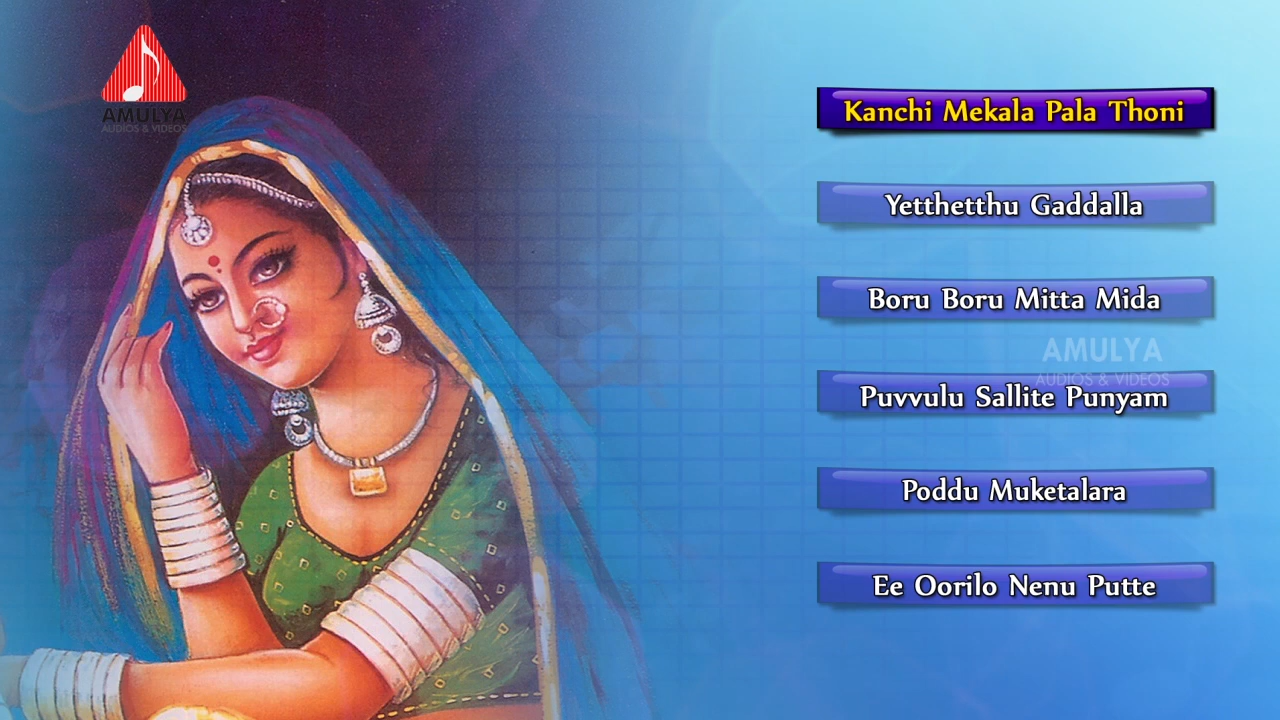 AMULYA
AUDIOS & VIDEOS
Kanchi Mekala Pala Thoni
Yetthetthu Gaddalla
Boru Boru Mitta Mida
AMULYA
AUDIOS & VIDEOS
Puvvulu Sallite Punyam
Poddu Muketalara
Ee Oorilo Nenu Putte